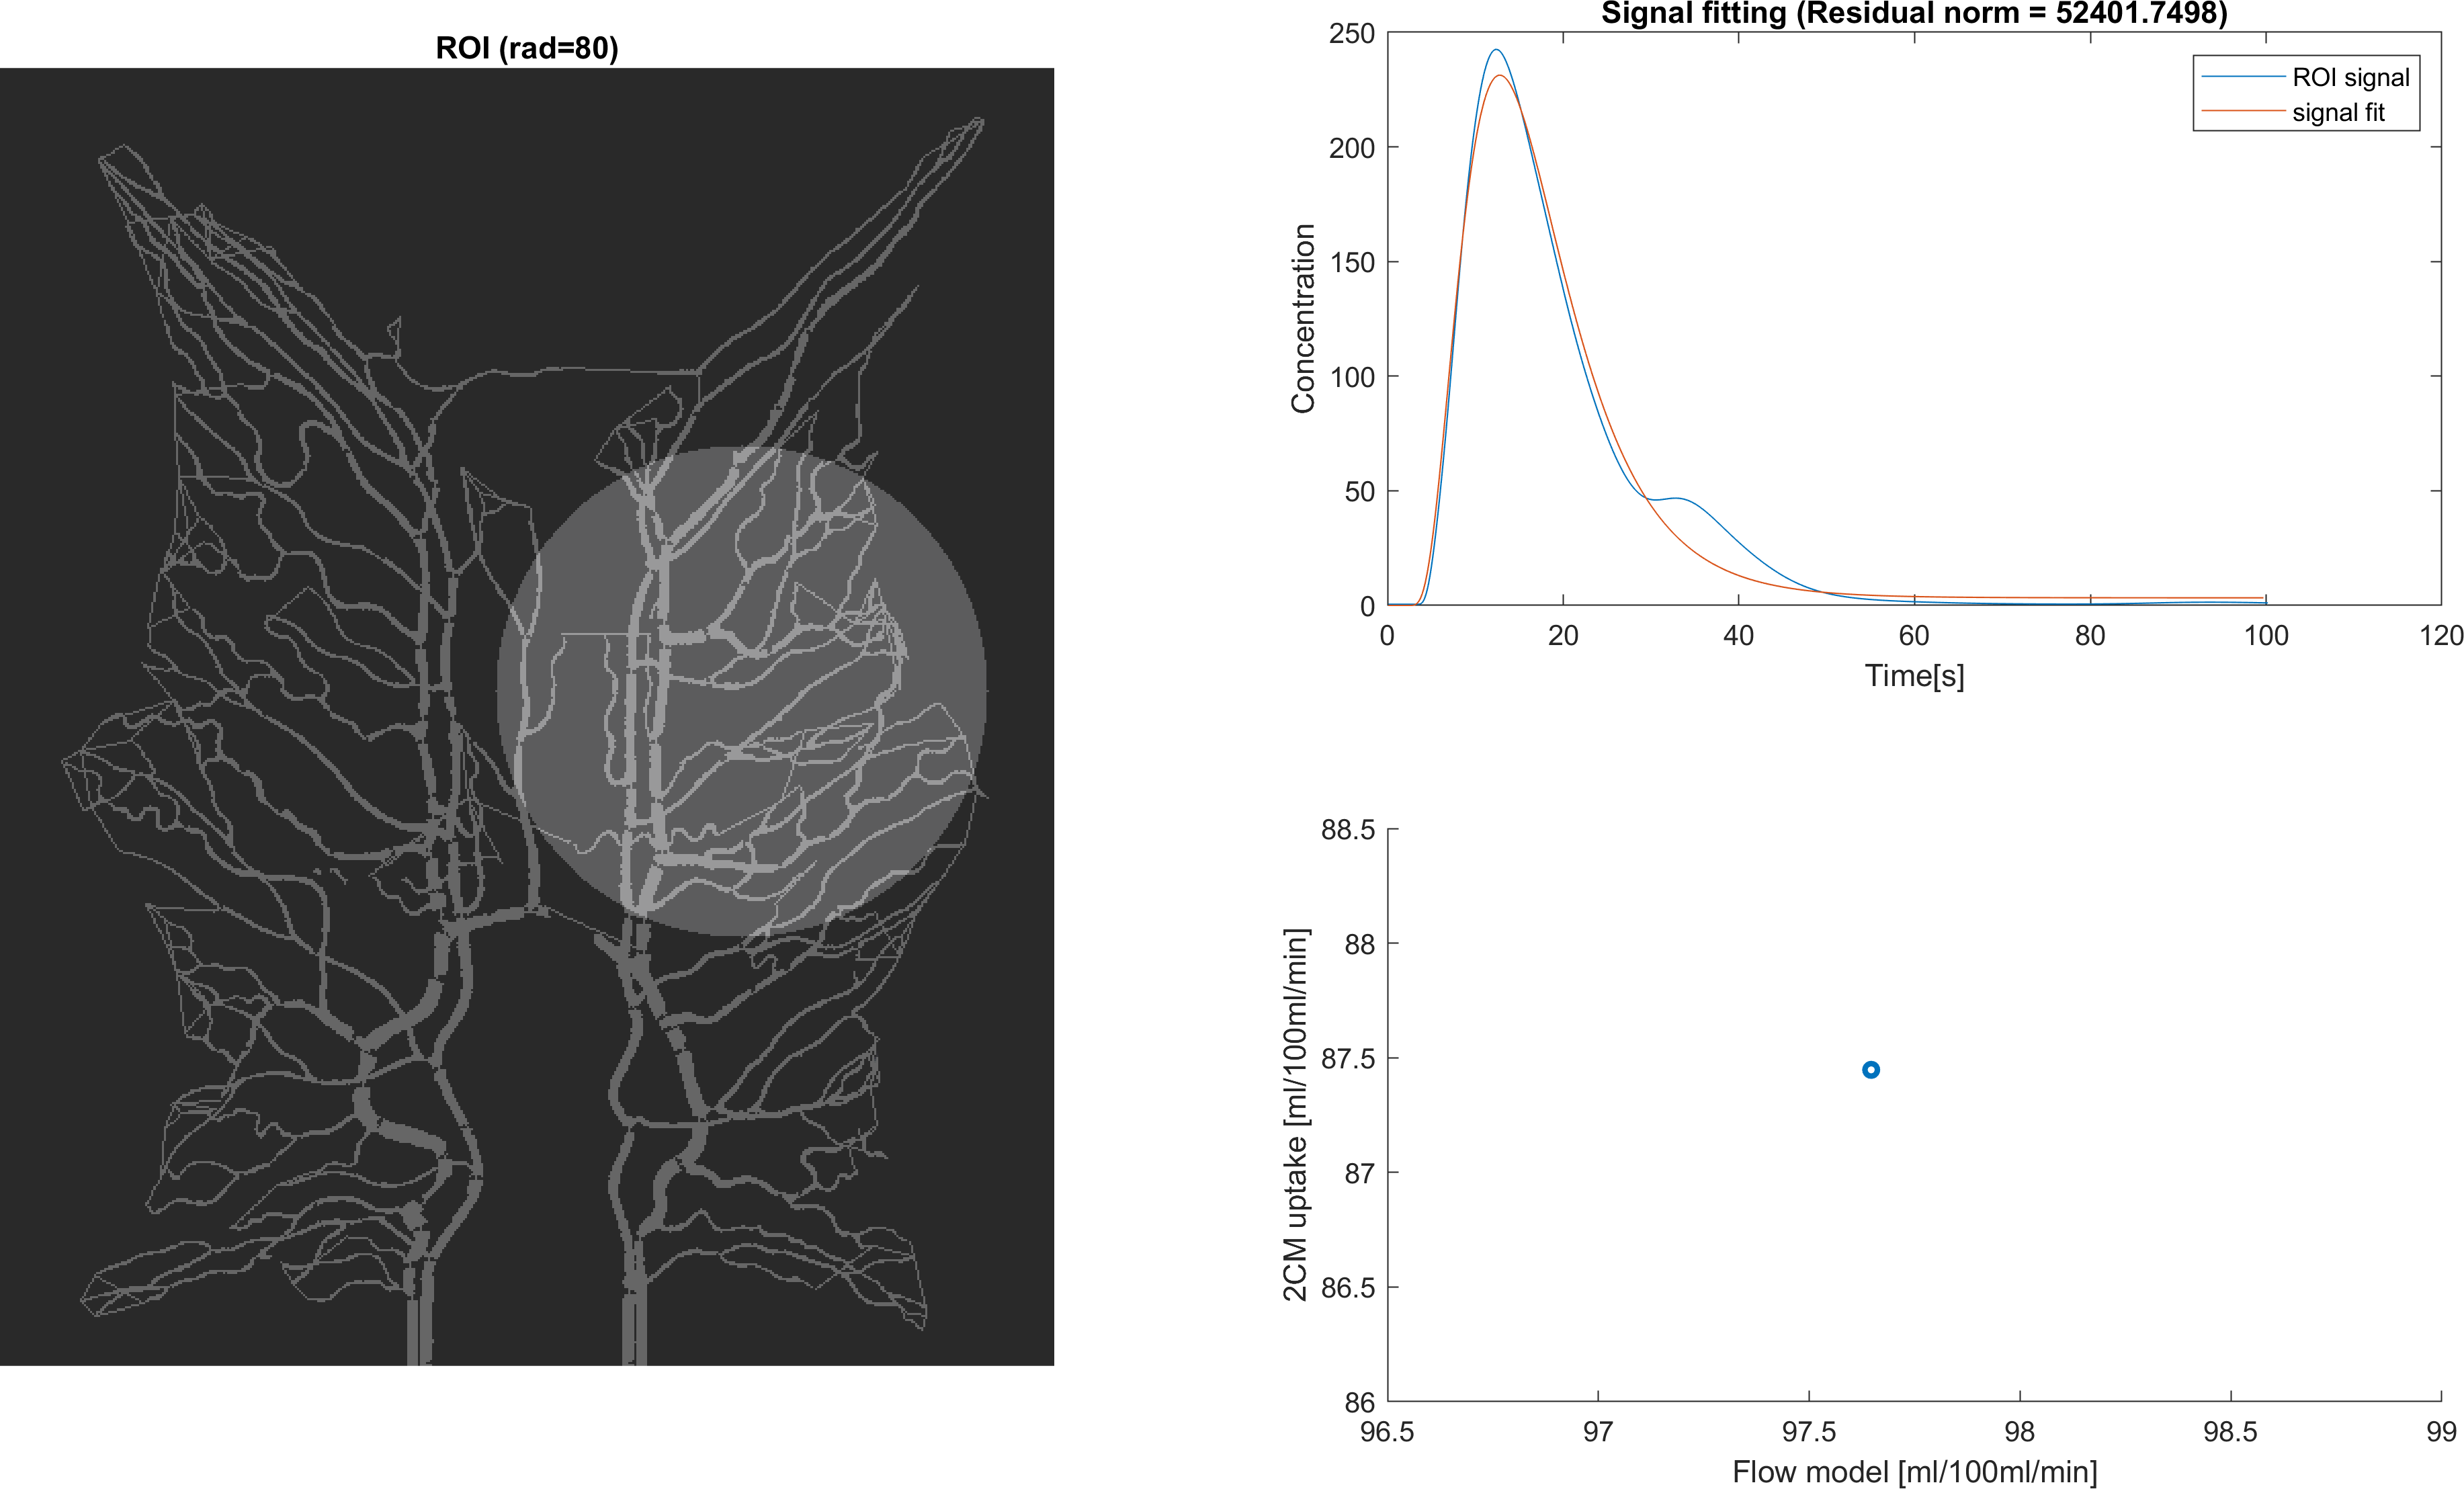 ROI (rad=80)
Signal fitting (Residual norm = 52401.7498)
250
200
150
100
50
0
Concentration
ROI signal
signal fit
0 20 40 60 80 100 120
Time[s]
88.5
88
87.5
87
86.5
86
2CM uptake [ml/100ml/min]
96.5 97 97.5 98 98.5 99
Flow model [ml/100ml/min]